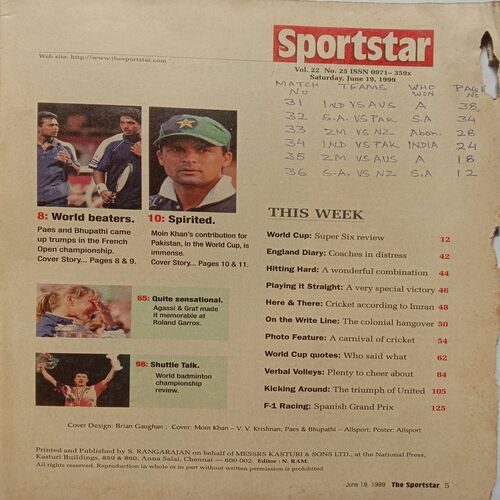 Web site: http://www.thesportstar.com
Sportstar
Vol. 22 No. 25 ISSN 0971– 359x
Saturday, June 19, 1999
MATCH NO TEAMS WHO WON PAGE NO
31 IND VS AUS A 38
32 S.A. VS PAK S.A 34
33 ZM VS NZ Aban. 28
34 IND VS PAK INDIA 24
35 ZM VS AUS A 18
36 S.A. VS NZ S.A 12
8: World beaters.
Paes and Bhupathi came
up trumps in the French
Open championship.
Cover Story... Pages 8 & 9.
10: Spirited.
Moin Khan's contribution for
Pakistan, in the World Cup, is
immense.
Cover Story... Pages 10 & 11.
65: Quite sensational.
Agassi & Graf made
it memorable at
Roland Garros.
98: Shuttle Talk.
World badminton
championship
review.
THIS WEEK
World Cup: Super Six review 12
England Diary: Coaches in distress 42
Hitting Hard: A wonderful combination 44
Playing it Straight: A very special victory 46
Here & There: Cricket according to Imran 48
On the Write Line: The colonial hangover 50
Photo Feature: A carnival of cricket 54
World Cup quotes: Who said what 62
Verbal Volleys: Plenty to cheer about 84
Kicking Around: The triumph of United 105
F-1 Racing: Spanish Grand Prix 125
Cover Design: Brian Gaughan ; Cover: Moin Khan – V. V. Krishnan; Paes & Bhupathi – Allsport; Poster: Allsport
Printed and Published by S. RANGARAJAN on behalf of MESSRS KASTURI & SONS LTD., at the National Press,
Kasturi Buildings, 859 & 860, Anna Salai, Chennai — 600 002. Editor : N. RAM.
All rights reserved. Reproduction in whole or in part without written permission is prohibited.
June 19, 1999 The Sportstar 5